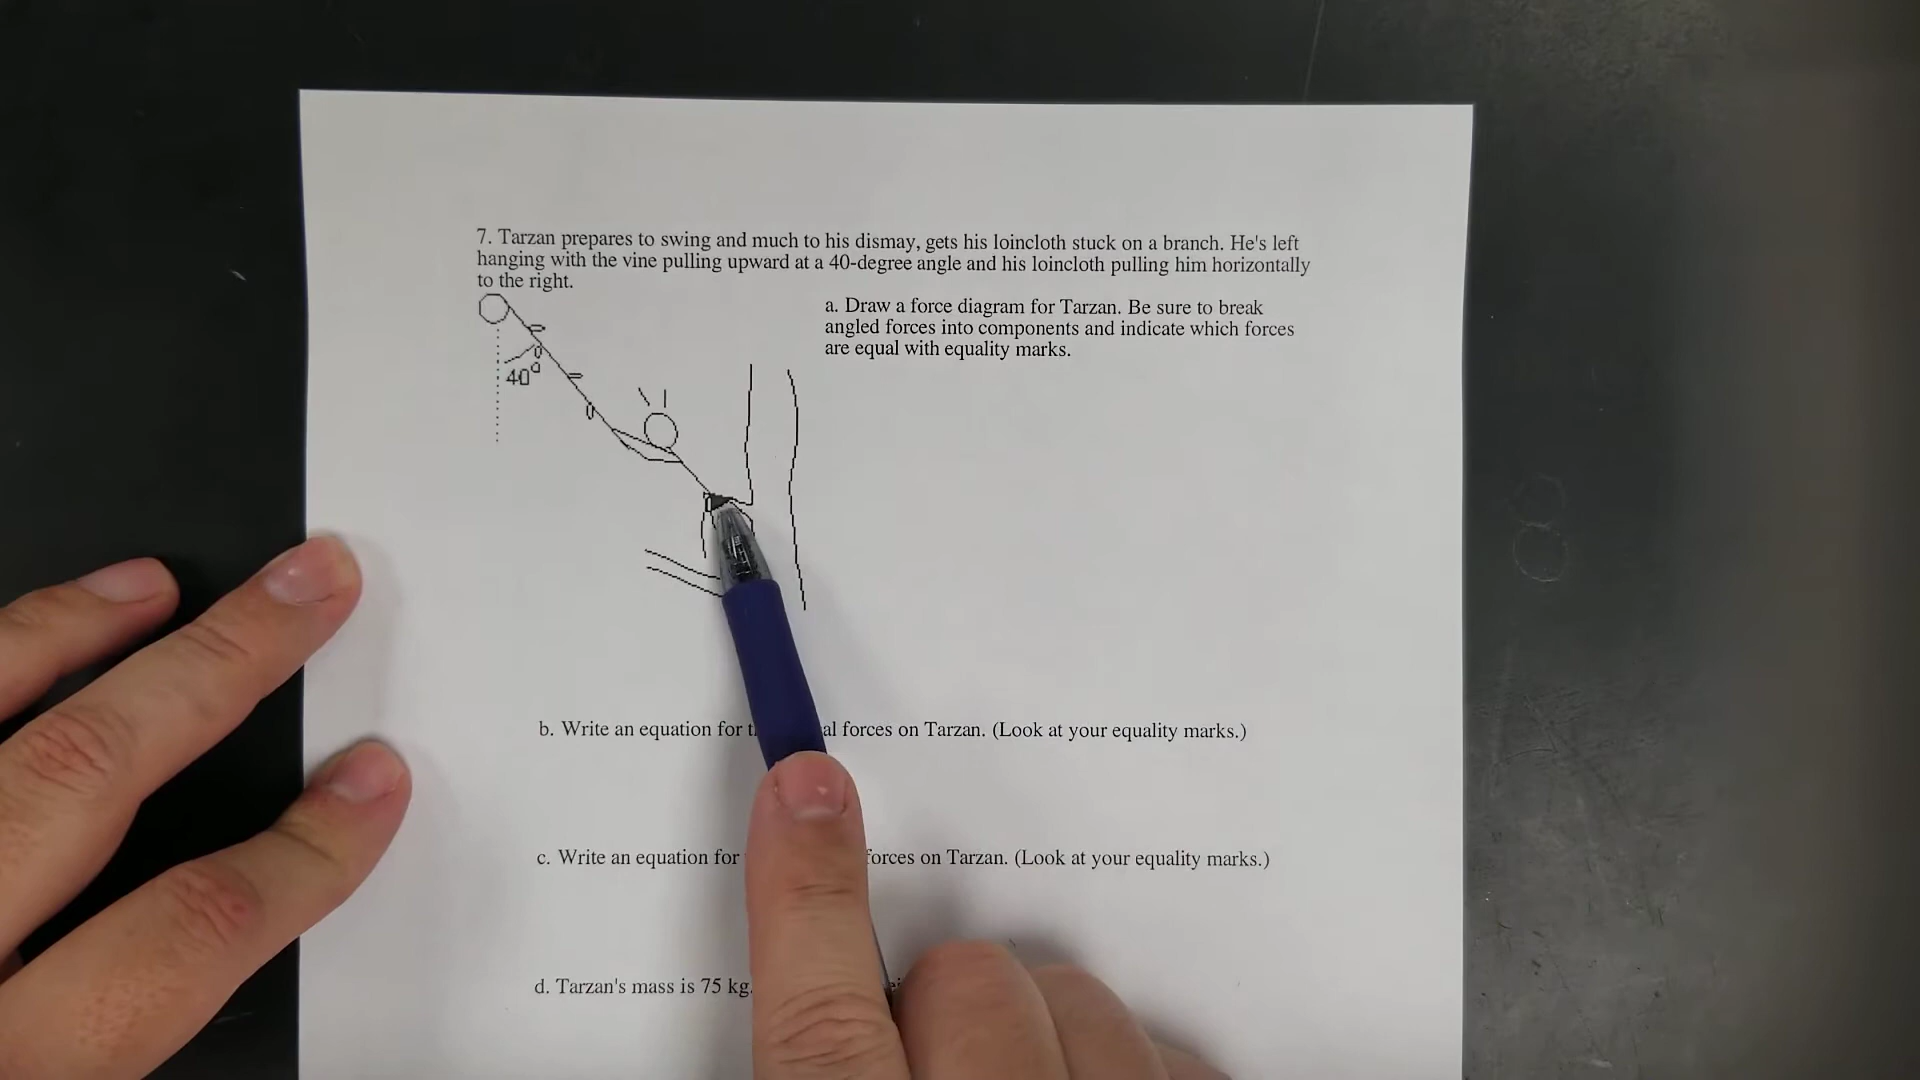 7. Tarzan prepares to swing and much to his dismay, gets his loincloth stuck on a branch. He's left
hanging with the vine pulling upward at a 40-degree angle and his loincloth pulling him horizontally
to the right.
a. Draw a force diagram for Tarzan. Be sure to break
angled forces into components and indicate which forces
are equal with equality marks.
40°
b. Write an equation for forces on Tarzan. (Look at your equality marks.)
c. Write an equation for forces on Tarzan. (Look at your equality marks.)
d. Tarzan's mass is 75 kg.